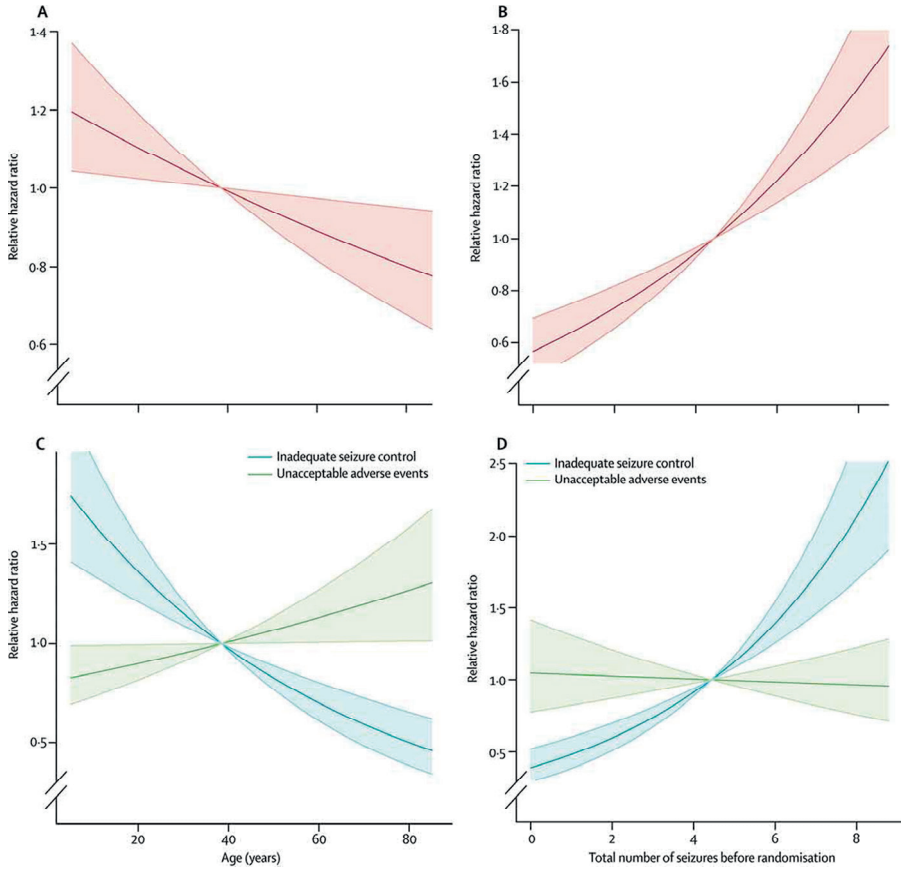 A
1·4
1·2
1·0
0·8
0·6
Relative hazard ratic
B
1·8
1·6
1·4
1·2
1·0
0·8
0·6
Relative hazard ratio
C
Inadequate seizure control
Unacceptable adverse events
1·5
1·0
0·5
Relative hazard ratio
20
40
60
80
Age (years)
D
Inadequate seizure control
Unacceptable adverse events
2·5
2·0
1·5
1·0
0·5
Relative hazard ratio
0
2
4
6
8
Total number of seizures before randomisation